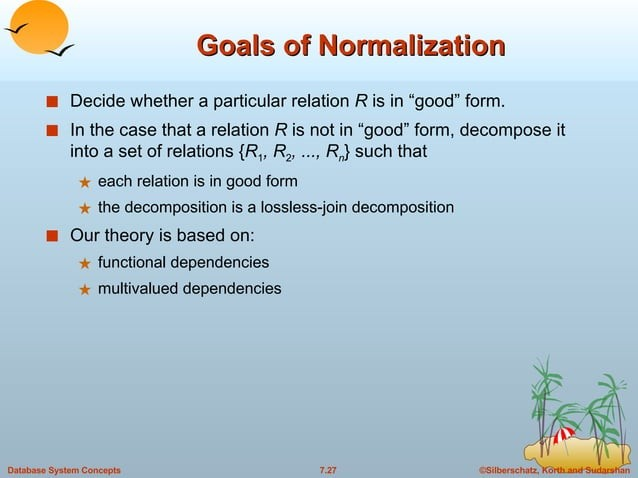 Goals of Normalization
Decide whether a particular relation R is in “good” form.
In the case that a relation R is not in “good” form, decompose it
into a set of relations {R1, R2, ..., Rn} such that
each relation is in good form
the decomposition is a lossless-join decomposition
Our theory is based on:
functional dependencies
multivalued dependencies
Database System Concepts
7.27
©Silberschatz, Korth and Sudarshan